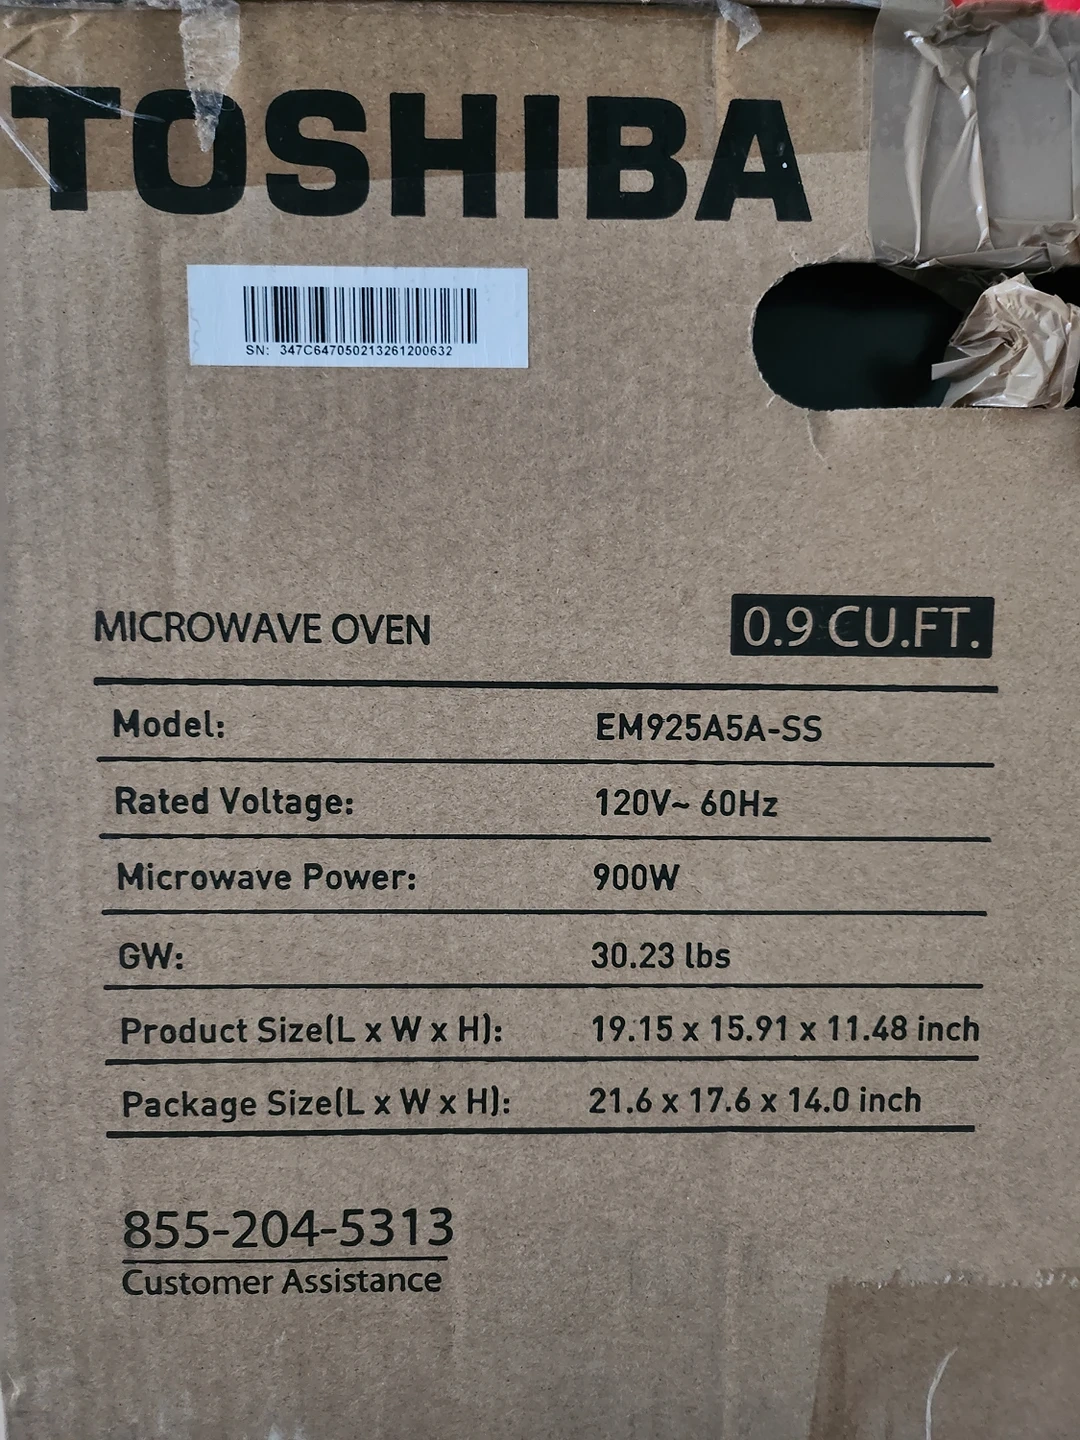 TOSHIBA
SN: 347C647050213261200632
MICROWAVE OVEN 0.9 CU.FT.
Model: EM925A5A-SS
Rated Voltage: 120V~ 60Hz
Microwave Power: 900W
GW: 30.23 lbs
Product Size(L x W x H): 19.15 x 15.91 x 11.48 inch
Package Size(L x W x H): 21.6 x 17.6 x 14.0 inch
855-204-5313
Customer Assistance